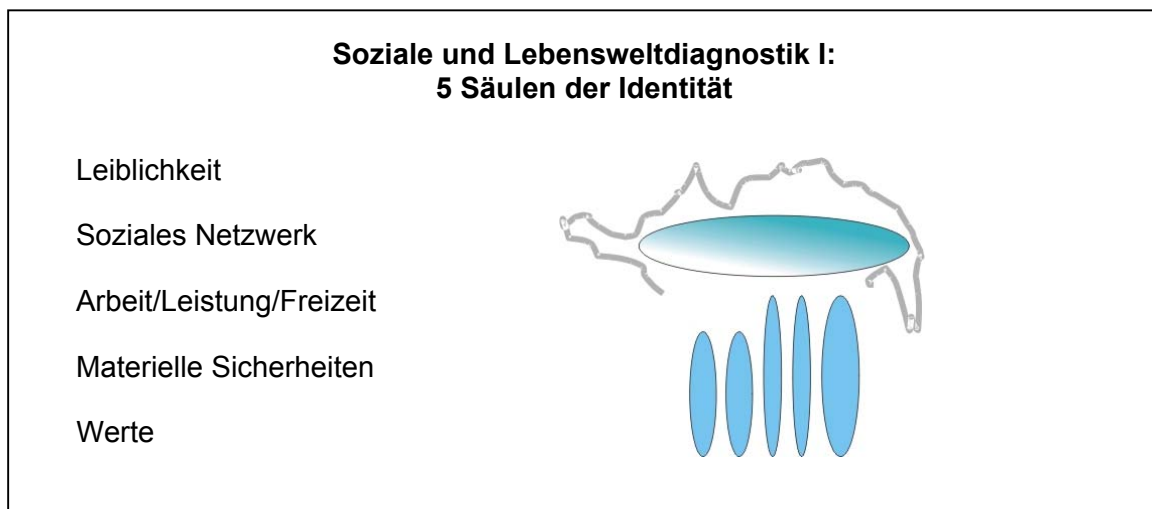 Soziale und Lebensweltdiagnostik I:
5 Säulen der Identität
Leiblichkeit
Soziales Netzwerk
Arbeit/Leistung/Freizeit
Materielle Sicherheiten
Werte